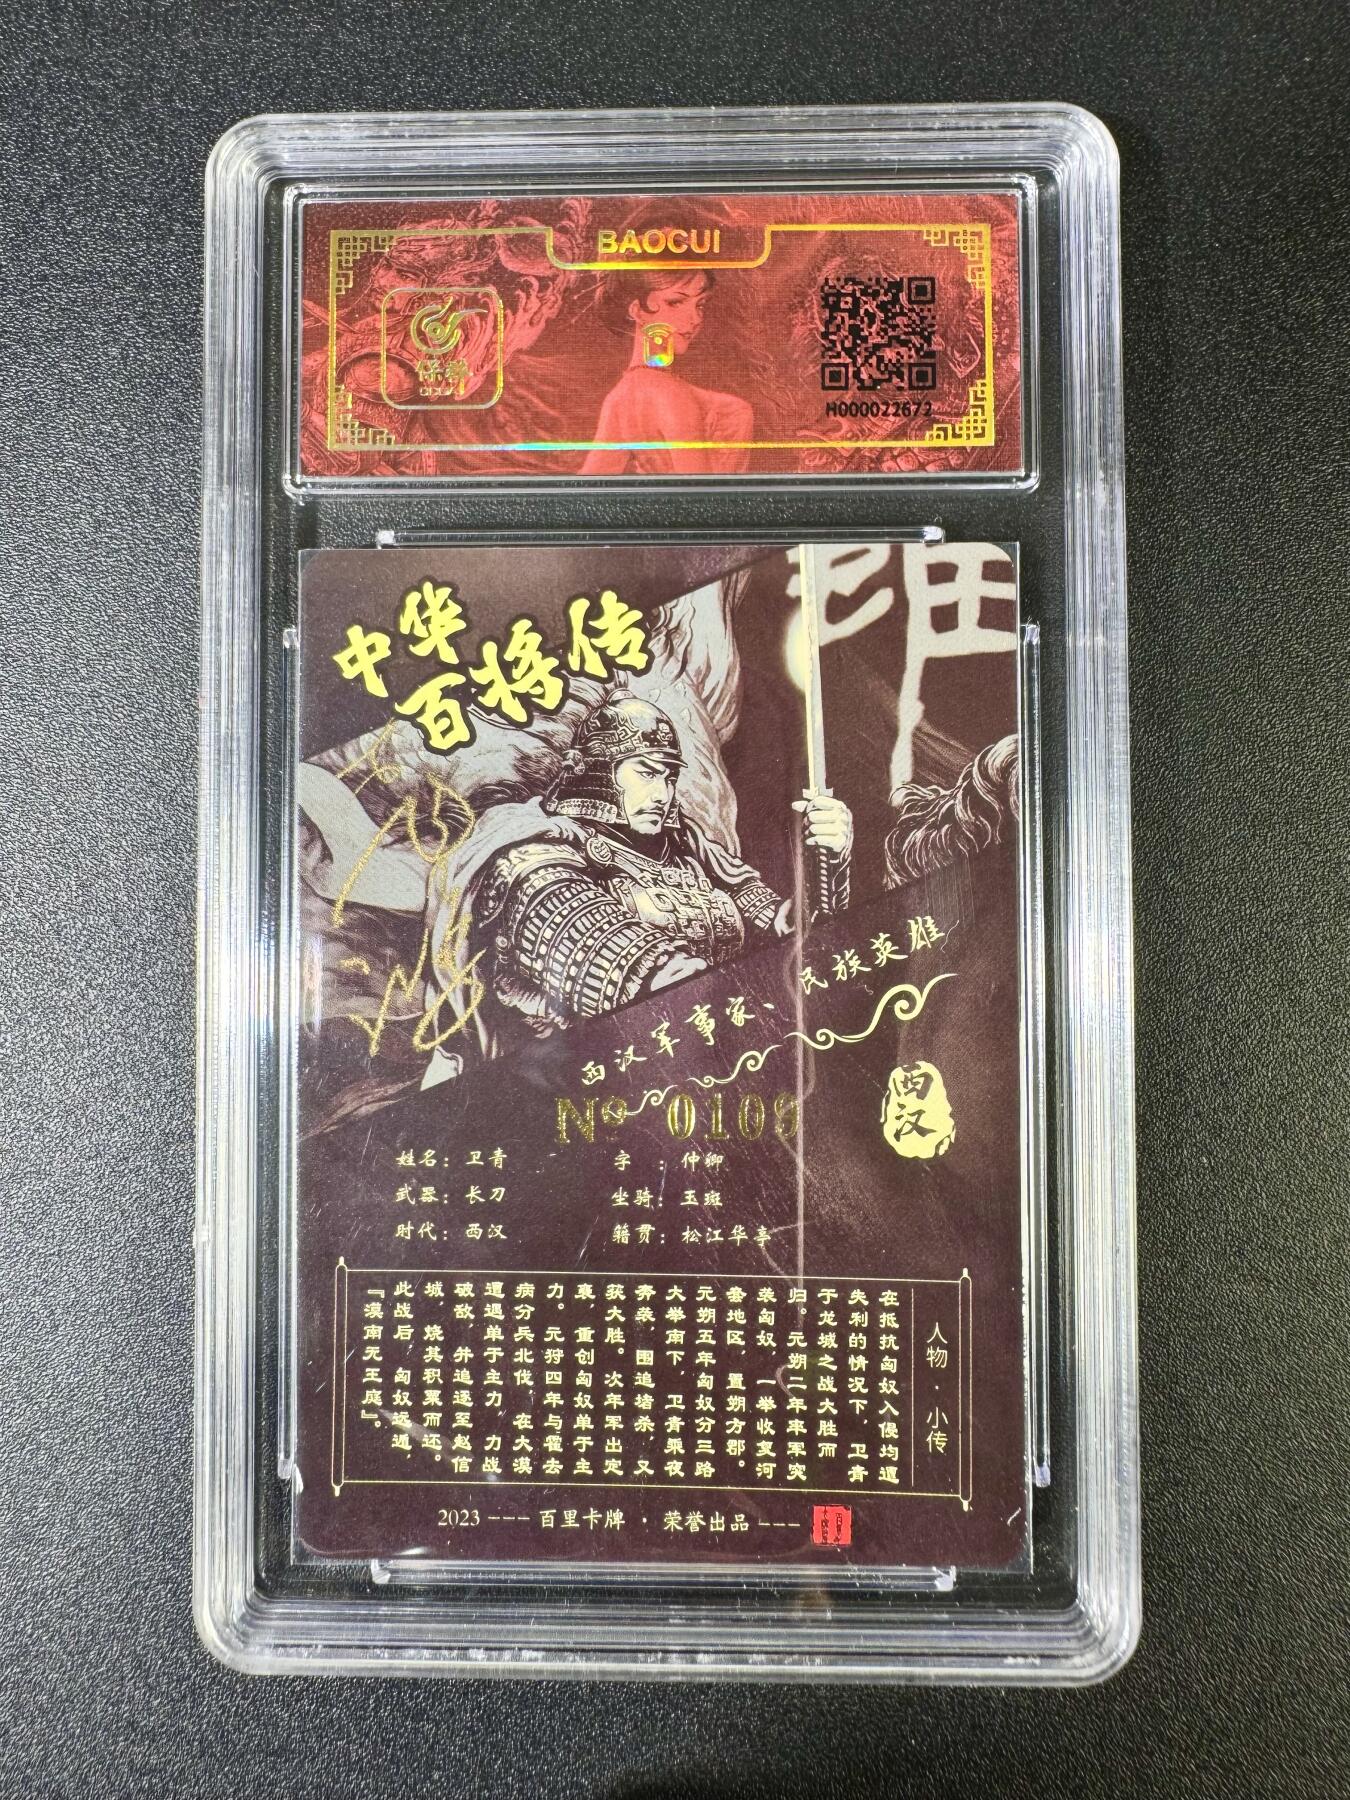 BAOCUI
保粹
H000022672
中华
百将传
西汉军事家、民族英雄
西汉
Nº 0109
姓名：卫青
字：仲卿
武器：长刀
坐骑：玉斑
时代：西汉
籍贯：松江华亭
人物·小传
在抵抗匈奴入侵均遭
失利的情况下，卫青
于龙城之战大胜而
归。元朔二年率军突
袭匈奴，一举收复河
套地区，置朔方郡。
元朔五年匈奴分三路
大举南下，卫青乘夜
奔袭，围追堵杀，又
获大胜。次年军出定
襄，重创匈奴单于主
力。元狩四年与霍去
病分兵北伐，在大漠
遭遇单于主力，力战
破敌，并追逐至赵信
城，烧其积粟而还。
此战后，匈奴远遁，
『漠南无王庭』。
2023 --- 百里卡牌 · 荣誉出品 ---